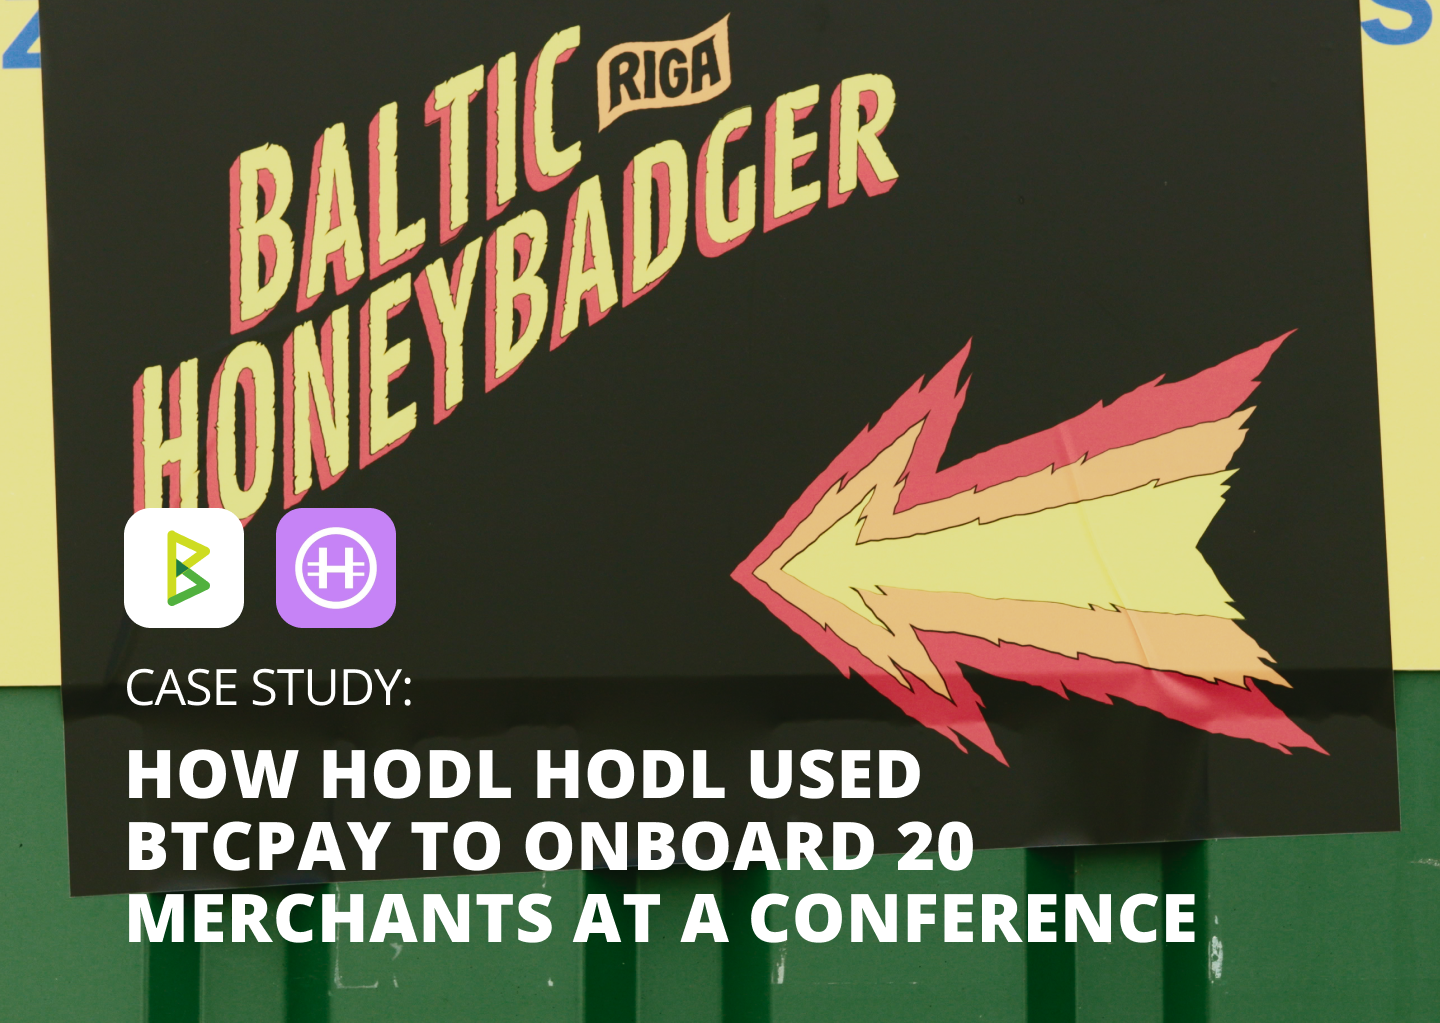 Z
S
BALTIC
RIGA
HONEYBADGER
CASE STUDY:
HOW HODL HODL USED
BTCPAY TO ONBOARD 20
MERCHANTS AT A CONFERENCE